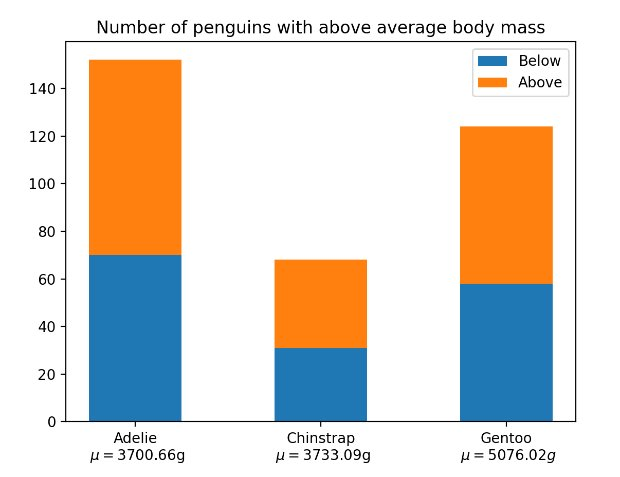 Number of penguins with above average body mass
Below
Above
140
120
100
80
60
40
20
0
Adelie
μ = 3700.66g
Chinstrap
μ = 3733.09g
Gentoo
μ = 5076.02g